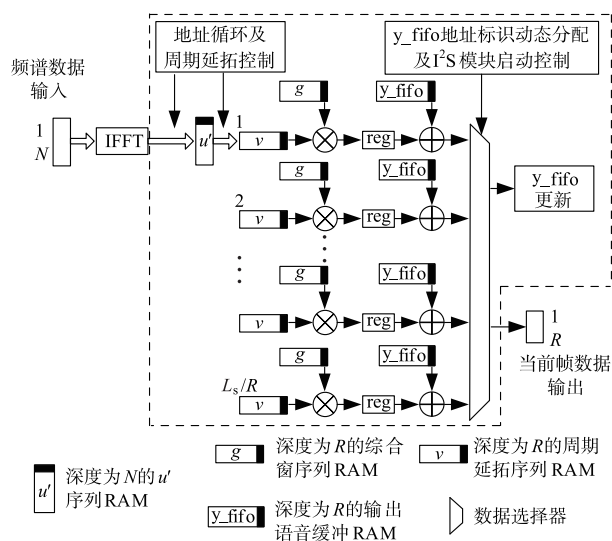 地址循环及
周期延拓控制
y_fifo地址标识动态分配
及I²S模块启动控制
频谱数据
输入
1
N
IFFT
u'
1
v
g
reg
y_fifo
2
v
g
reg
y_fifo
y_fifo
更新
v
g
reg
y_fifo
1
R
当前帧数据
输出
Ls/R
v
g
reg
y_fifo
u'
深度为N的u'
序列RAM
g
深度为R的综合
窗序列RAM
v
深度为R的周期
延拓序列RAM
y_fifo
深度为R的输出
语音缓冲RAM
数据选择器